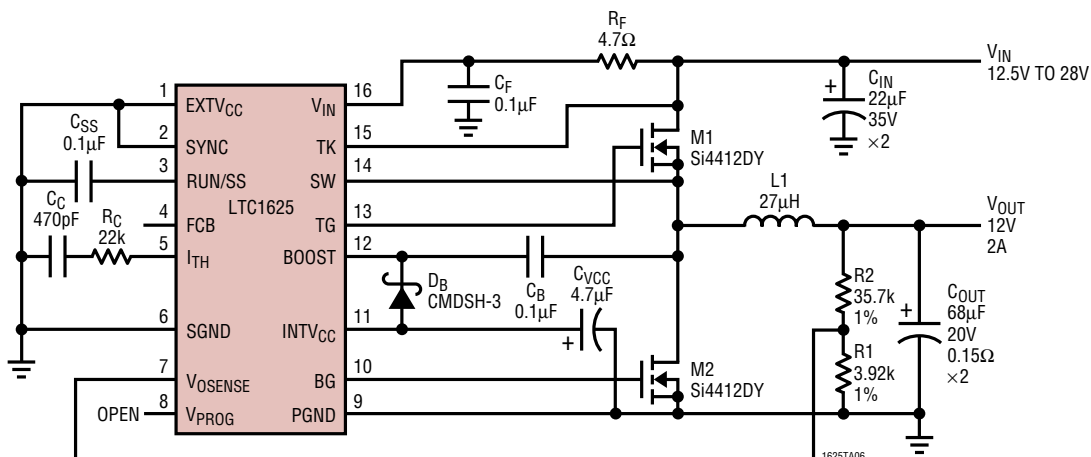 R_F
4.7Ω
V_IN
12.5V TO 28V
C_F
0.1µF
+
C_IN
22µF
35V
×2
1
EXTV_CC
V_IN
16
2
SYNC
TK
15
C_SS
0.1µF
3
RUN/SS
SW
14
M1
Si4412DY
LTC1625
C_C
470pF
R_C
22k
4
FCB
TG
13
L1
27µH
V_OUT
12V
2A
5
I_TH
BOOST
12
D_B
CMDSH-3
C_B
0.1µF
C_VCC
4.7µF
+
R2
35.7k
1%
+
C_OUT
68µF
20V
0.15Ω
×2
6
SGND
INTV_CC
11
R1
3.92k
1%
7
V_OSENSE
BG
10
M2
Si4412DY
OPEN
8
V_PROG
PGND
9
1625TA06